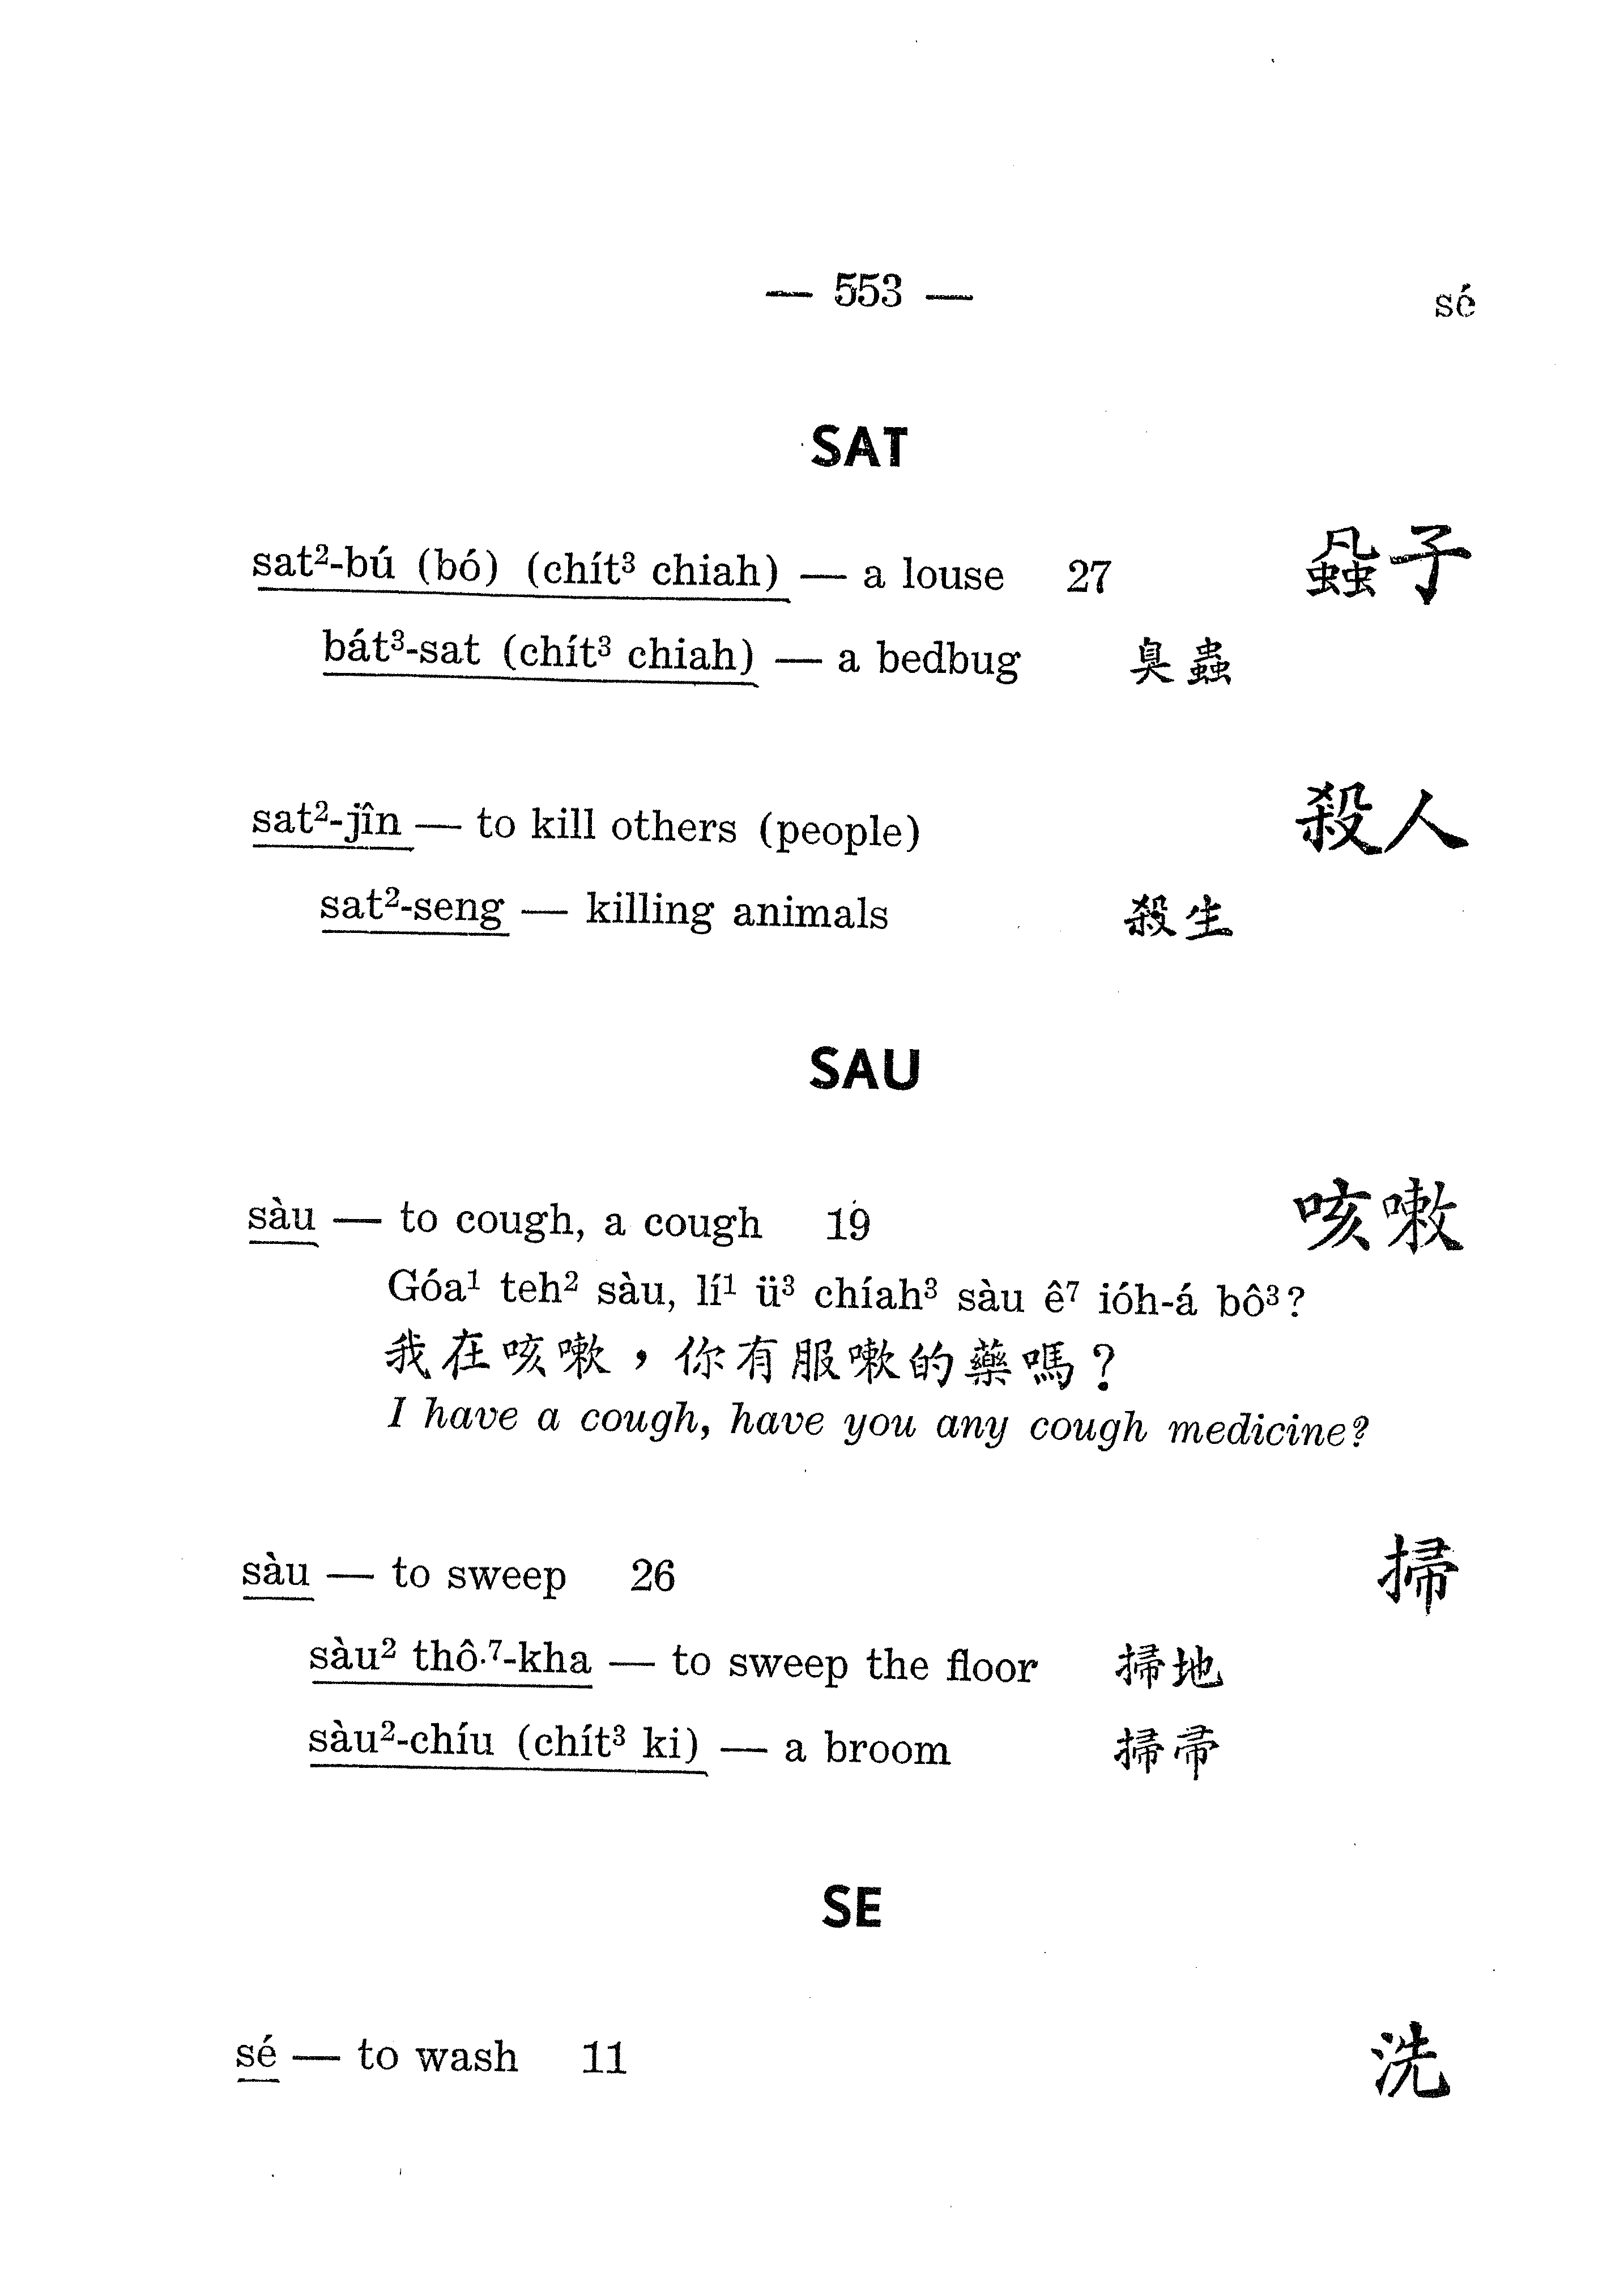 — 553 —
sé
SAT
sat²-bú (bó) (chít³ chiah) — a louse 27 蝨子
bát³-sat (chít³ chiah) — a bedbug 臭蟲
sat²-jîn — to kill others (people) 殺人
sat²-seng — killing animals 殺生
SAU
sàu — to cough, a cough 19 咳嗽
Góa¹ teh² sàu, lí¹ ü³ chíah³ sàu ê⁷ ióh-á bô³?
我在咳嗽，你有服嗽的藥嗎？
I have a cough, have you any cough medicine?
sàu — to sweep 26 掃
sàu² thô·⁷-kha — to sweep the floor 掃地
sàu²-chíu (chít³ ki) — a broom 掃帚
SE
sé — to wash 11 洗